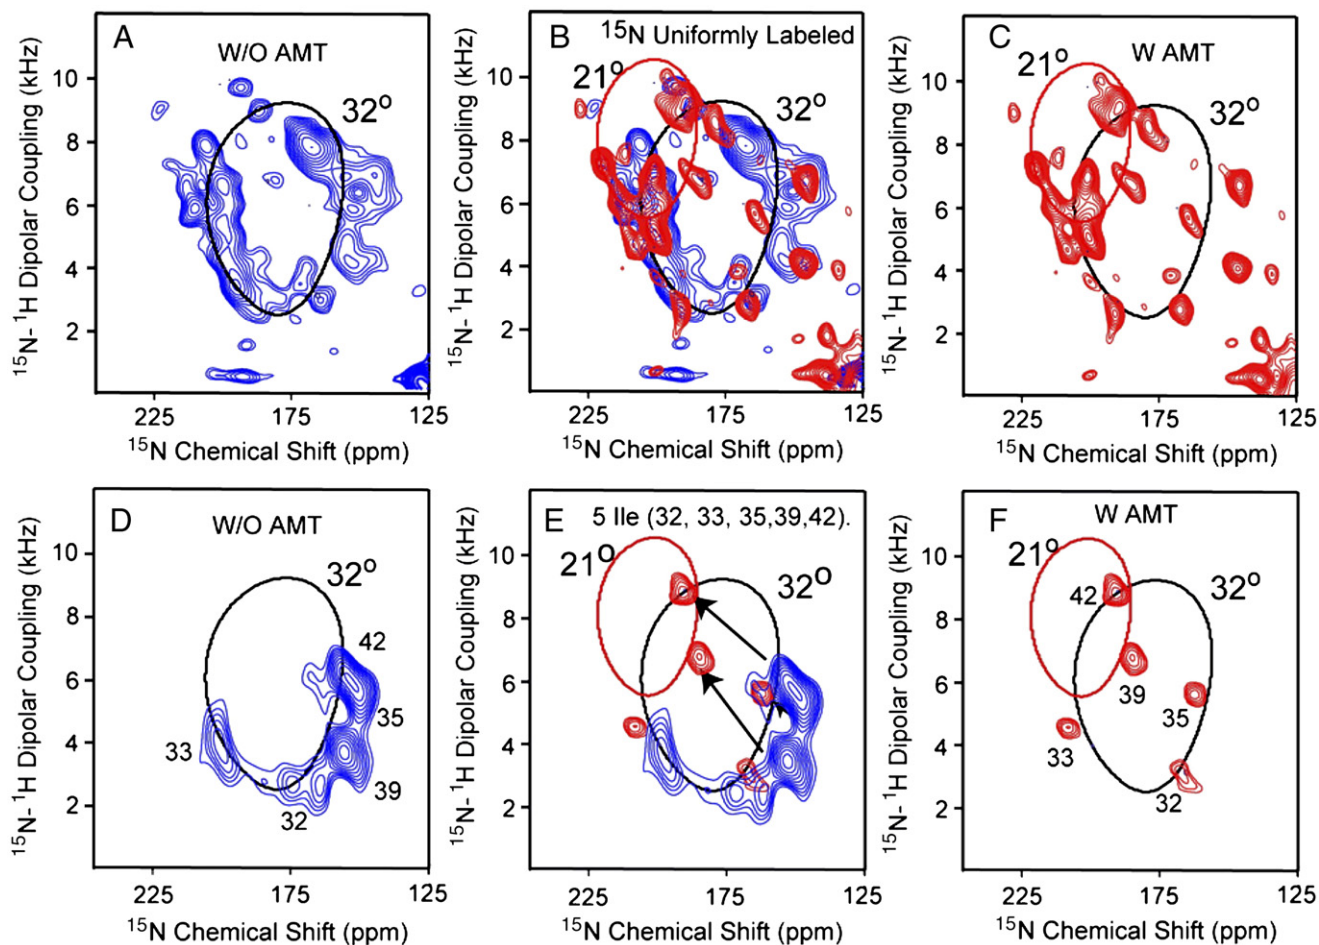 A
W/O AMT
32°
15N- 1H Dipolar Coupling (kHz)
10
8
6
4
2
225
175
125
15N Chemical Shift (ppm)
B
15N Uniformly Labeled
21°
32°
15N- 1H Dipolar Coupling (kHz)
10
8
6
4
2
225
175
125
15N Chemical Shift (ppm)
C
W AMT
21°
32°
15N- 1H Dipolar Coupling (kHz)
10
8
6
4
2
225
175
125
15N Chemical Shift (ppm)
D
W/O AMT
32°
42
35
33
39
32
15N- 1H Dipolar Coupling (kHz)
10
8
6
4
2
225
175
125
15N Chemical Shift (ppm)
E
5 Ile (32, 33, 35,39,42).
21°
32°
15N- 1H Dipolar Coupling (kHz)
10
8
6
4
2
225
175
125
15N Chemical Shift (ppm)
F
W AMT
21°
32°
42
39
35
33
32
15N- 1H Dipolar Coupling (kHz)
10
8
6
4
2
225
175
125
15N Chemical Shift (ppm)